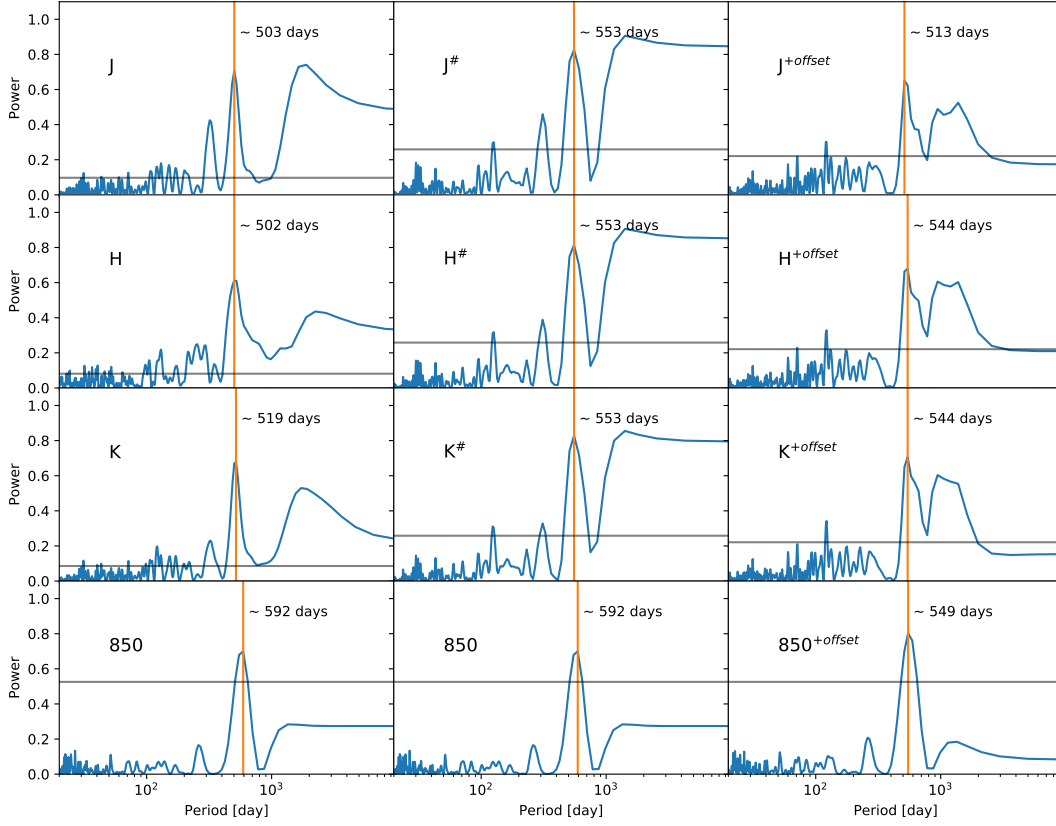 1.0
0.8
0.6
0.4
0.2
0.0
Power
J
~ 503 days
J#
~ 553 days
J+offset
~ 513 days
1.0
0.8
0.6
0.4
0.2
0.0
Power
H
~ 502 days
H#
~ 553 days
H+offset
~ 544 days
1.0
0.8
0.6
0.4
0.2
0.0
Power
K
~ 519 days
K#
~ 553 days
K+offset
~ 544 days
1.0
0.8
0.6
0.4
0.2
0.0
Power
850
~ 592 days
850
~ 592 days
850+offset
~ 549 days
10² 10³
10² 10³
10² 10³
Period [day]
Period [day]
Period [day]